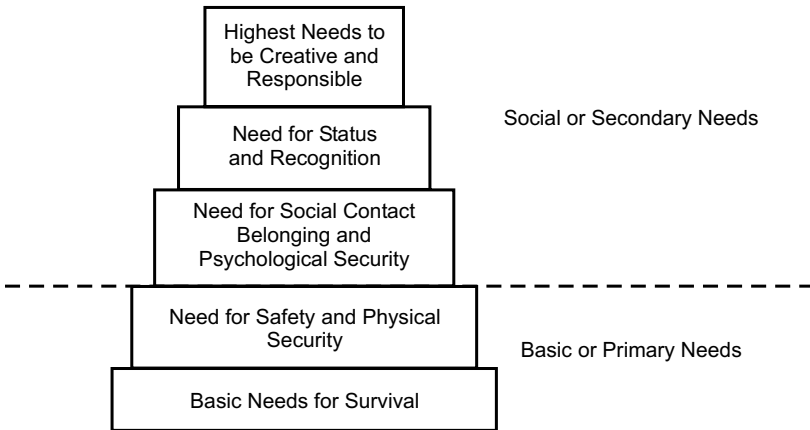 Highest Needs to
be Creative and
Responsible
Social or Secondary Needs
Need for Status
and Recognition
Need for Social Contact
Belonging and
Psychological Security
Need for Safety and Physical
Security
Basic or Primary Needs
Basic Needs for Survival